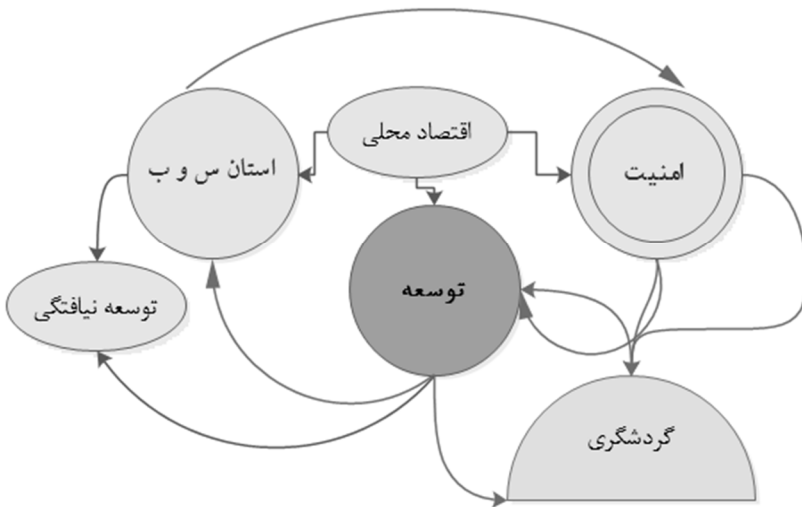 اقتصاد محلی
امنیت
استان س و ب
توسعه
توسعه نیافتگی
گردشگری